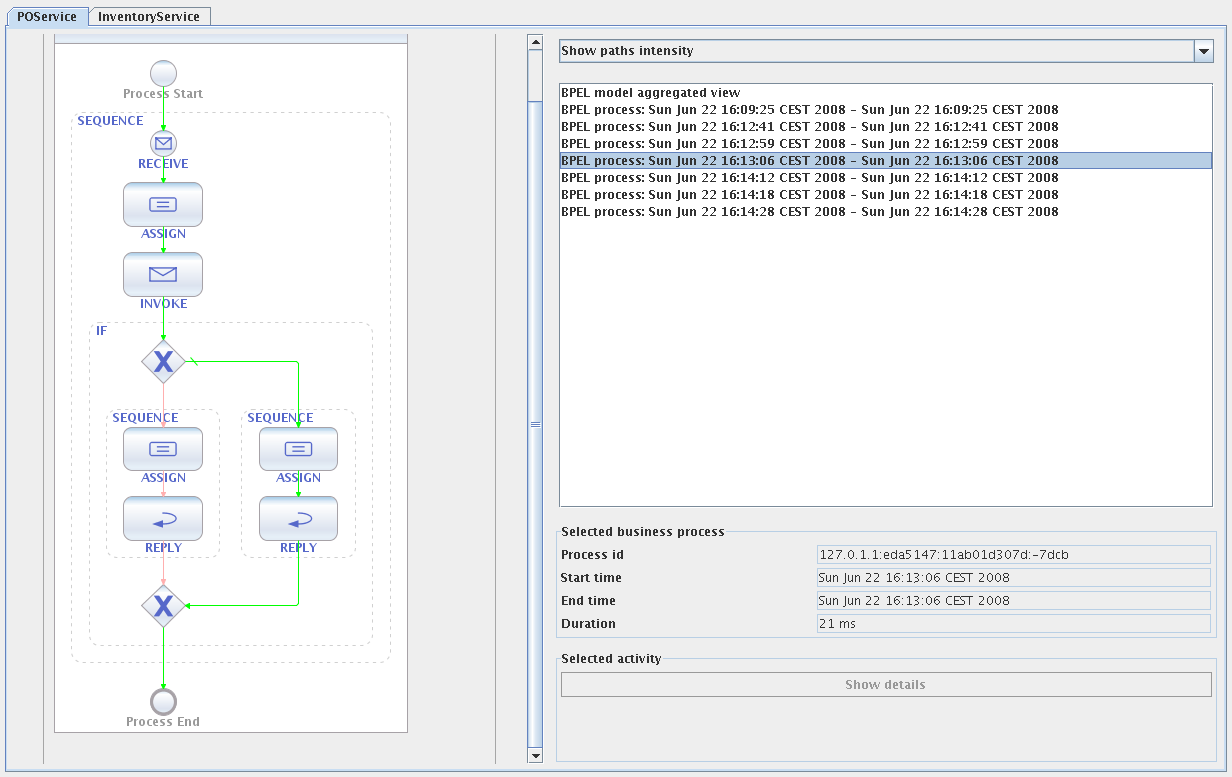 POService InventoryService
Process Start
SEQUENCE
RECEIVE
ASSIGN
INVOKE
IF
X
SEQUENCE SEQUENCE
ASSIGN ASSIGN
REPLY REPLY
X
Process End
Show paths intensity
BPEL model aggregated view
BPEL process: Sun Jun 22 16:09:25 CEST 2008 - Sun Jun 22 16:09:25 CEST 2008
BPEL process: Sun Jun 22 16:12:41 CEST 2008 - Sun Jun 22 16:12:41 CEST 2008
BPEL process: Sun Jun 22 16:12:59 CEST 2008 - Sun Jun 22 16:12:59 CEST 2008
BPEL process: Sun Jun 22 16:13:06 CEST 2008 - Sun Jun 22 16:13:06 CEST 2008
BPEL process: Sun Jun 22 16:14:12 CEST 2008 - Sun Jun 22 16:14:12 CEST 2008
BPEL process: Sun Jun 22 16:14:18 CEST 2008 - Sun Jun 22 16:14:18 CEST 2008
BPEL process: Sun Jun 22 16:14:28 CEST 2008 - Sun Jun 22 16:14:28 CEST 2008
Selected business process
Process id 127.0.1.1:eda5147:11ab01d307d:-7dcb
Start time Sun Jun 22 16:13:06 CEST 2008
End time Sun Jun 22 16:13:06 CEST 2008
Duration 21 ms
Selected activity
Show details